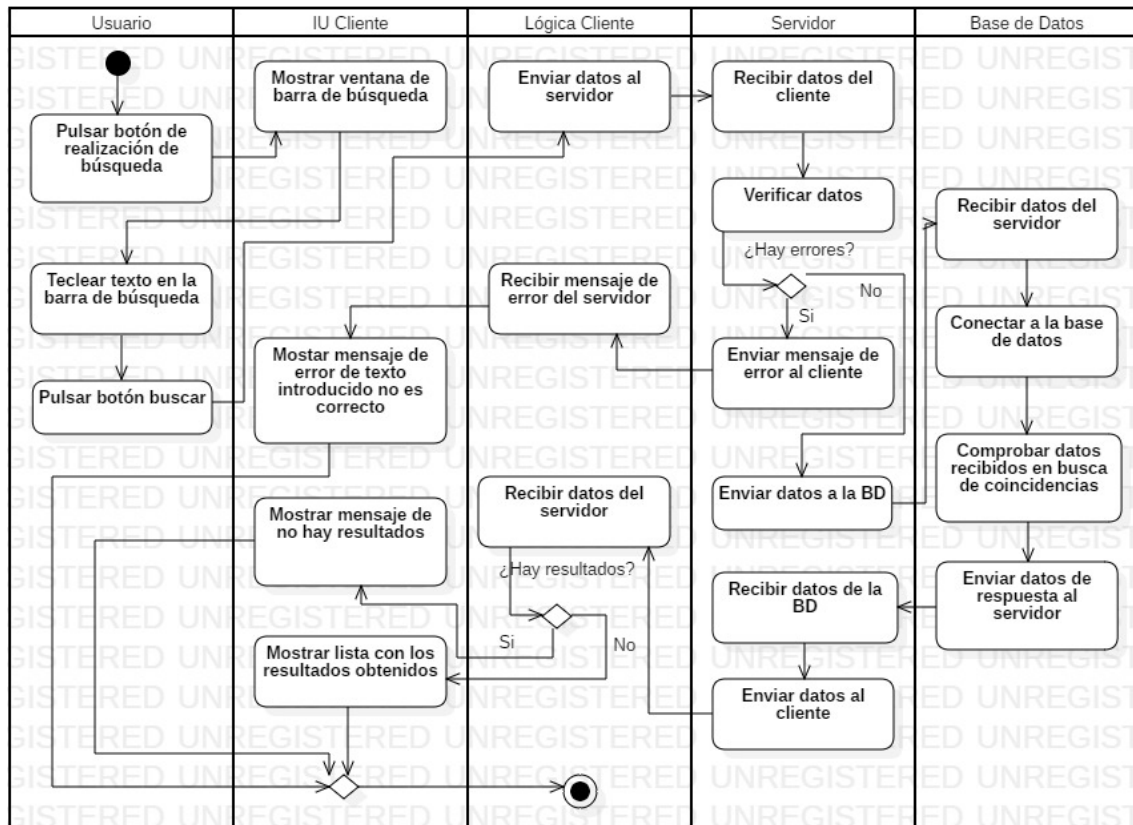 Usuario
IU Cliente
Lógica Cliente
Servidor
Base de Datos
Pulsar botón de
realización de
búsqueda
Teclear texto en la
barra de búsqueda
Pulsar botón buscar
Mostrar ventana de
barra de búsqueda
Mostar mensaje de
error de texto
introducido no es
correcto
Mostrar mensaje de
no hay resultados
Mostrar lista con los
resultados obtenidos
Enviar datos al
servidor
Recibir mensaje de
error del servidor
Recibir datos del
servidor
¿Hay resultados?
Si
No
Recibir datos del
cliente
Verificar datos
¿Hay errores?
No
Si
Enviar mensaje de
error al cliente
Enviar datos a la BD
Recibir datos de la
BD
Enviar datos al
cliente
Recibir datos del
servidor
Conectar a la base
de datos
Comprobar datos
recibidos en busca
de coincidencias
Enviar datos de
respuesta al
servidor
UNREGISTERED